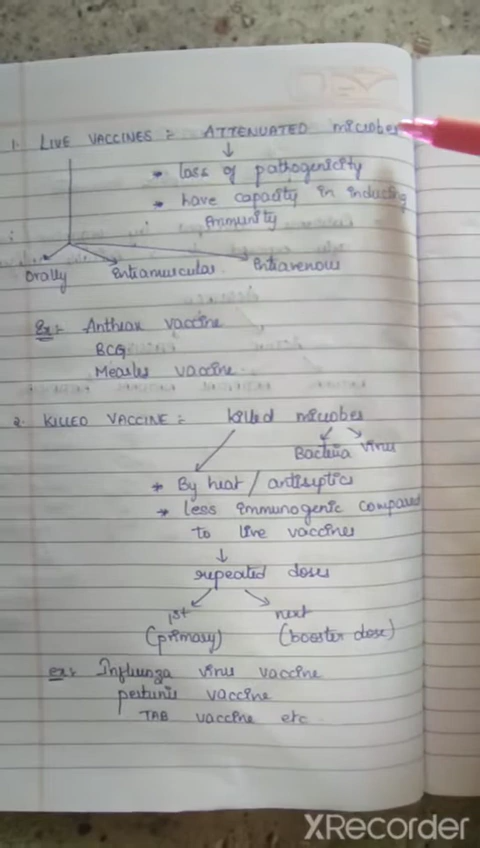 1. LIVE VACCINES : ATTENUATED microbes
* loss of pathogenicity
* have capacity in inducing
immunity
Orally Intramuscular Intravenous
Ex: Anthrax vaccine
BCG
Measles vaccine
2. KILLED VACCINE : killed microbes
Bacteria virus
* By heat / antiseptics
* Less immunogenic compared
to live vaccines
repeated doses
1st next
(primary) (booster dose)
ex: Influenza virus vaccine
pertunis vaccine
TAB vaccine etc
XRecorder